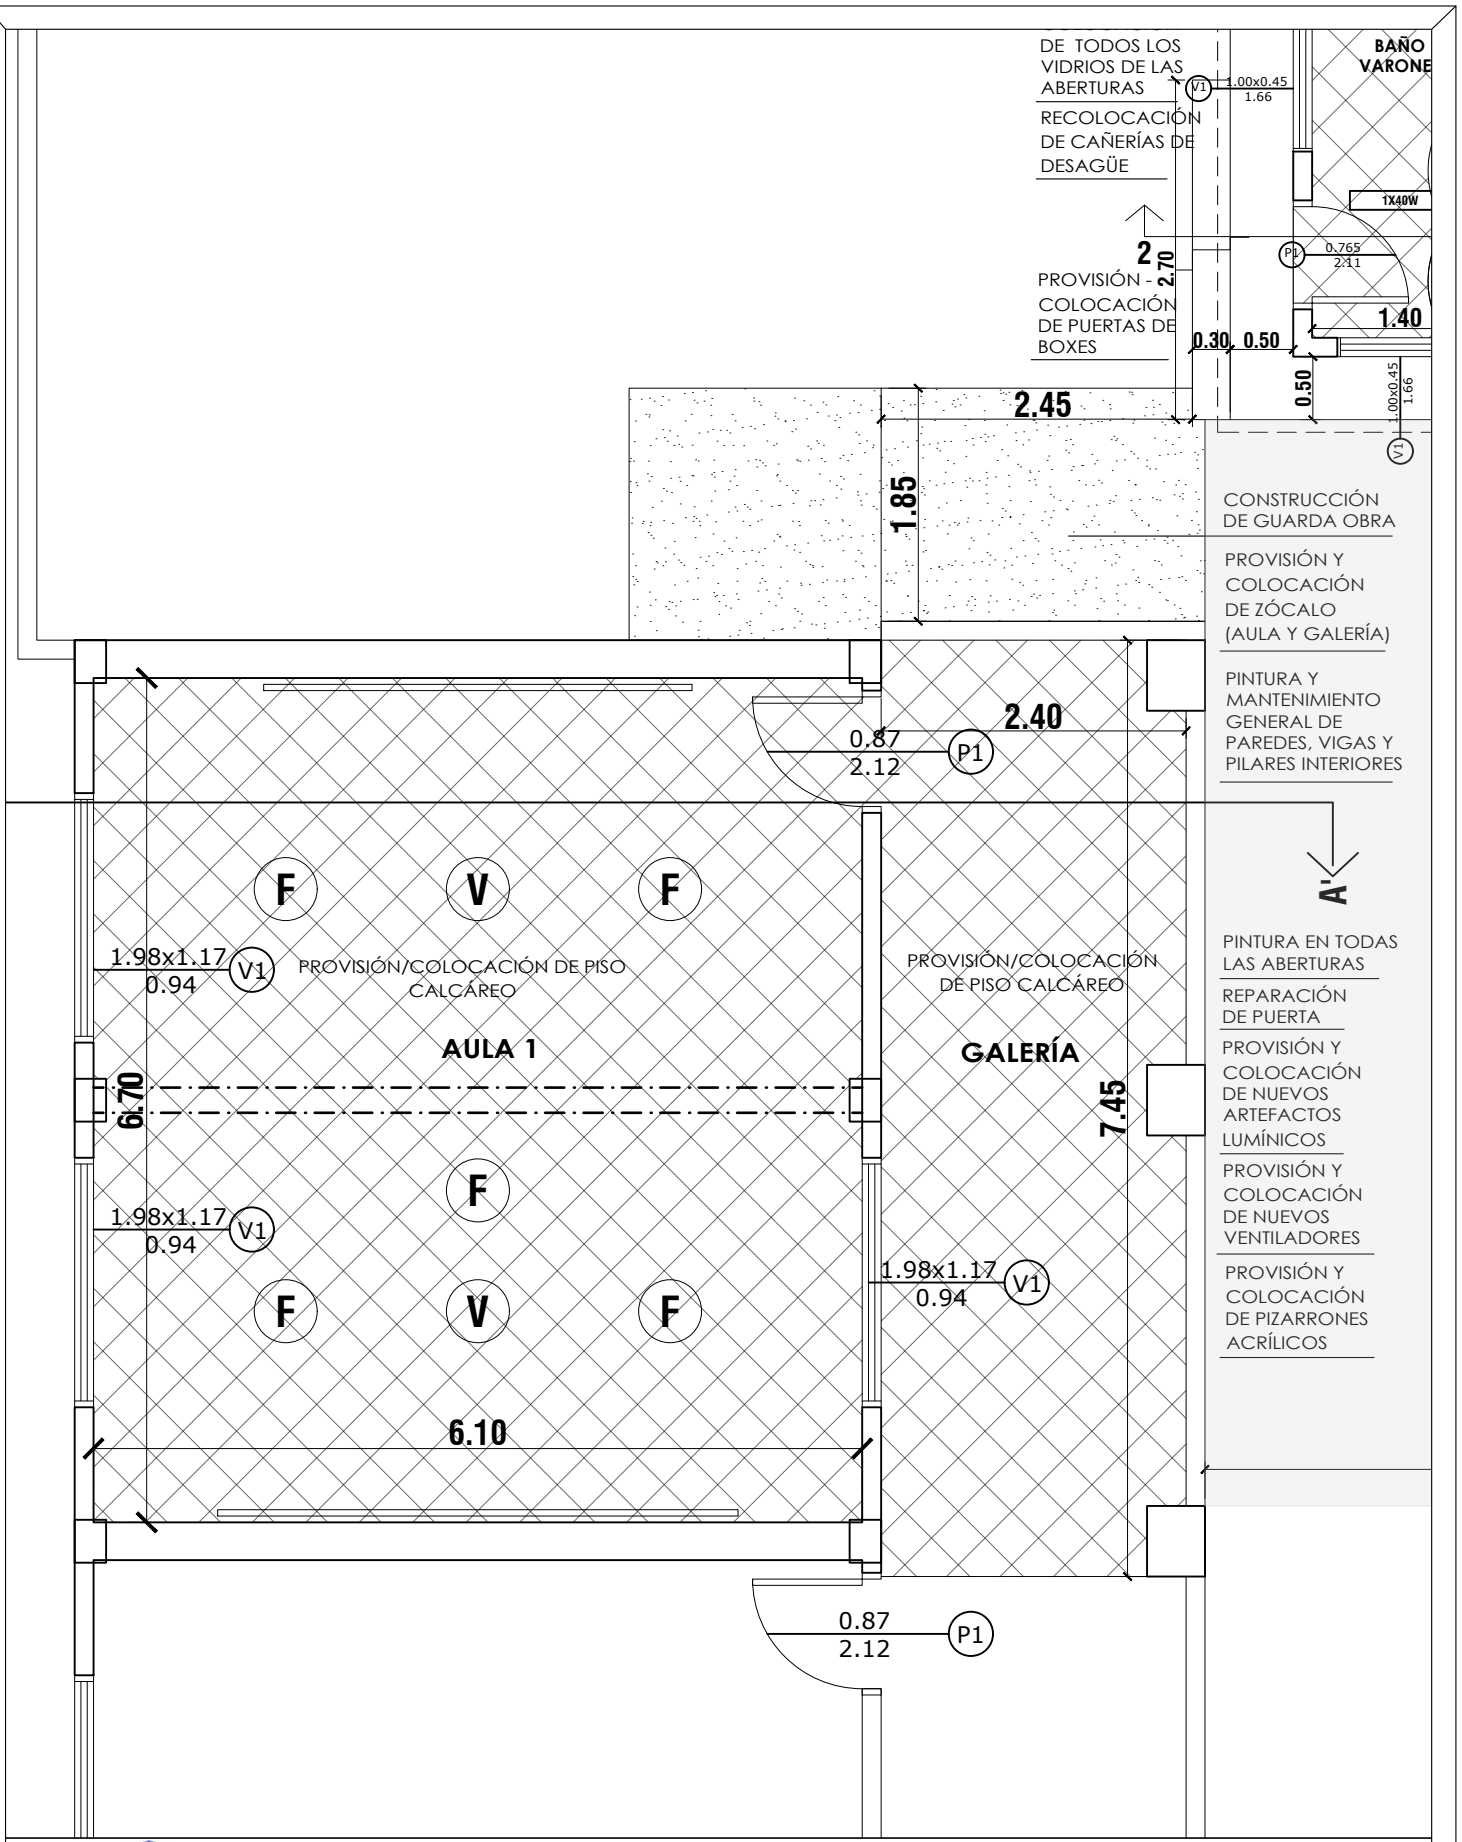 DE TODOS LOS
VIDRIOS DE LAS
ABERTURAS
RECOLOCACIÓN
DE CAÑERÍAS DE
DESAGÜE
2
2.70
PROVISIÓN -
COLOCACIÓN
DE PUERTAS DE
BOXES
V1
1.00x0.45
1.66
BAÑO
VARONE
1X40W
P1
0.765
2.11
1.40
0.30
0.50
0.50
1.00x0.45
1.66
V1
2.45
1.85
CONSTRUCCIÓN
DE GUARDA OBRA
PROVISIÓN Y
COLOCACIÓN
DE ZÓCALO
(AULA Y GALERÍA)
PINTURA Y
MANTENIMIENTO
GENERAL DE
PAREDES, VIGAS Y
PILARES INTERIORES
2.40
0.87
2.12
P1
A'
F
V
F
1.98x1.17
0.94
V1
PROVISIÓN/COLOCACIÓN DE PISO
CALCÁREO
AULA 1
PROVISIÓN/COLOCACIÓN
DE PISO CALCÁREO
GALERÍA
PINTURA EN TODAS
LAS ABERTURAS
REPARACIÓN
DE PUERTA
PROVISIÓN Y
COLOCACIÓN
DE NUEVOS
ARTEFACTOS
LUMÍNICOS
PROVISIÓN Y
COLOCACIÓN
DE NUEVOS
VENTILADORES
PROVISIÓN Y
COLOCACIÓN
DE PIZARRONES
ACRÍLICOS
6.70
7.45
F
1.98x1.17
0.94
V1
F
V
F
1.98x1.17
0.94
V1
6.10
0.87
2.12
P1